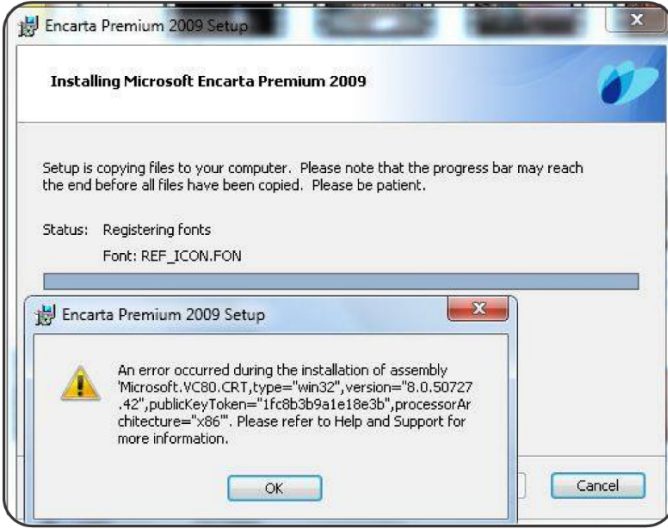 Encarta Premium 2009 Setup
Installing Microsoft Encarta Premium 2009
Setup is copying files to your computer.  Please note that the progress bar may reach
the end before all files have been copied.  Please be patient.
Status:   Registering fonts
Font: REF_ICON.FON
Encarta Premium 2009 Setup
An error occurred during the installation of assembly
'Microsoft.VC80.CRT,type="win32",version="8.0.50727
.42",publicKeyToken="1fc8b3b9a1e18e3b",processorAr
chitecture="x86"'. Please refer to Help and Support for
more information.
OK
Cancel